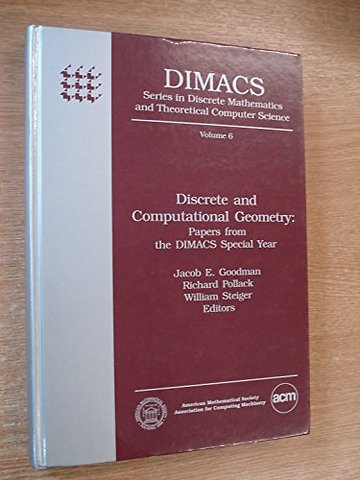 DIMACS
Series in Discrete Mathematics
and Theoretical Computer Science
Volume 6
Discrete and
Computational Geometry:
Papers from
the DIMACS Special Year
Jacob E. Goodman
Richard Pollack
William Steiger
Editors
American Mathematical Society
Association for Computing Machinery
acm